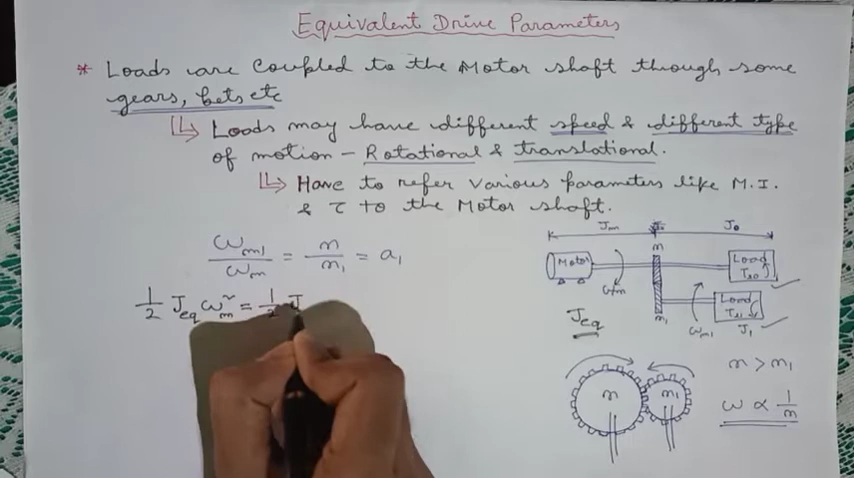 Equivalent Drive Parameters
* Loads are coupled to the Motor shaft through some
gears, bets etc
Loads may have different speed & different type
of motion - Rotational & translational.
Have to refer various parameters like M.I.
& τ to the Motor shaft.
ωm1/ωm = n/n1 = a1
1/2 Jeq ωm² = 1/2 J
Jm J0
n
Motor Load
Tl0
ωm
Load
Tl1
n1 ωm1 J1
Jeq
n > n1
n n1
ω ∝ 1/n